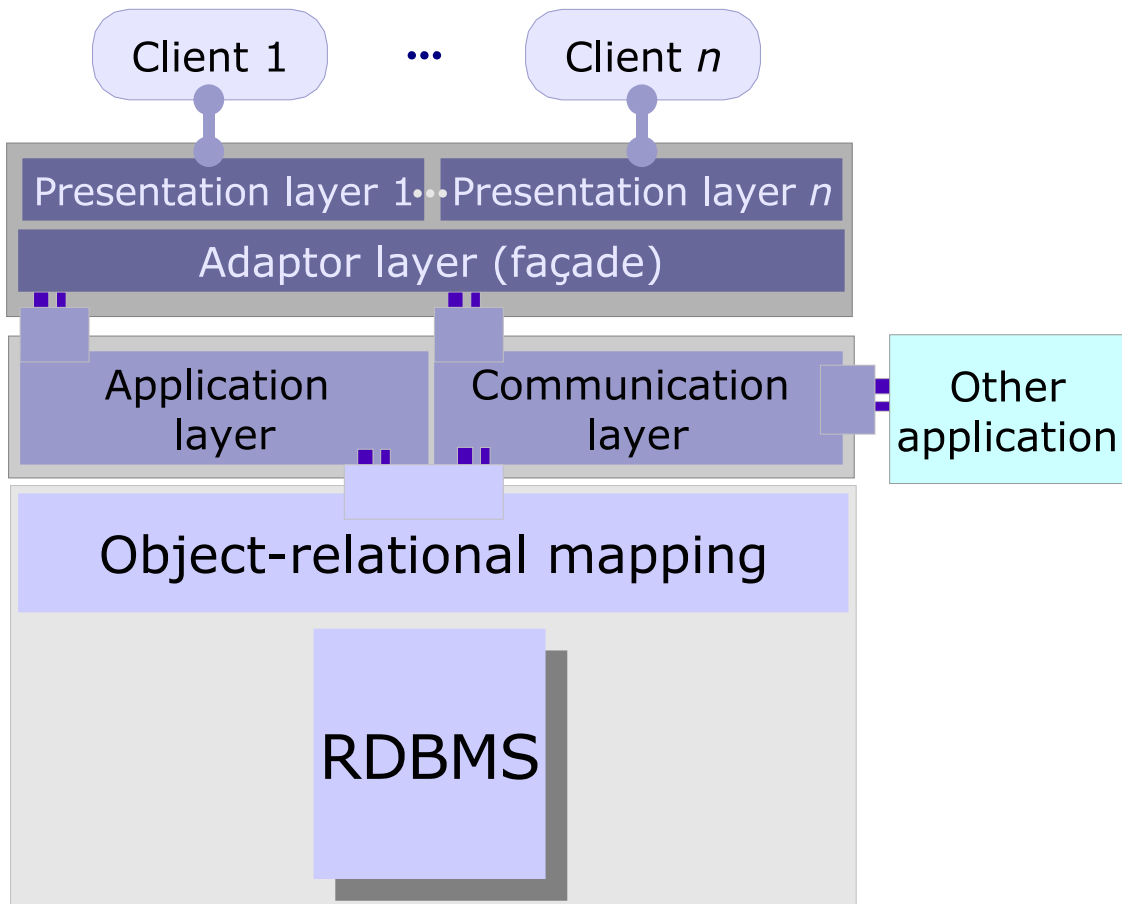 Client 1 ... Client n
Presentation layer 1 ... Presentation layer n
Adaptor layer (façade)
Application
layer
Communication
layer
Other
application
Object-relational mapping
RDBMS